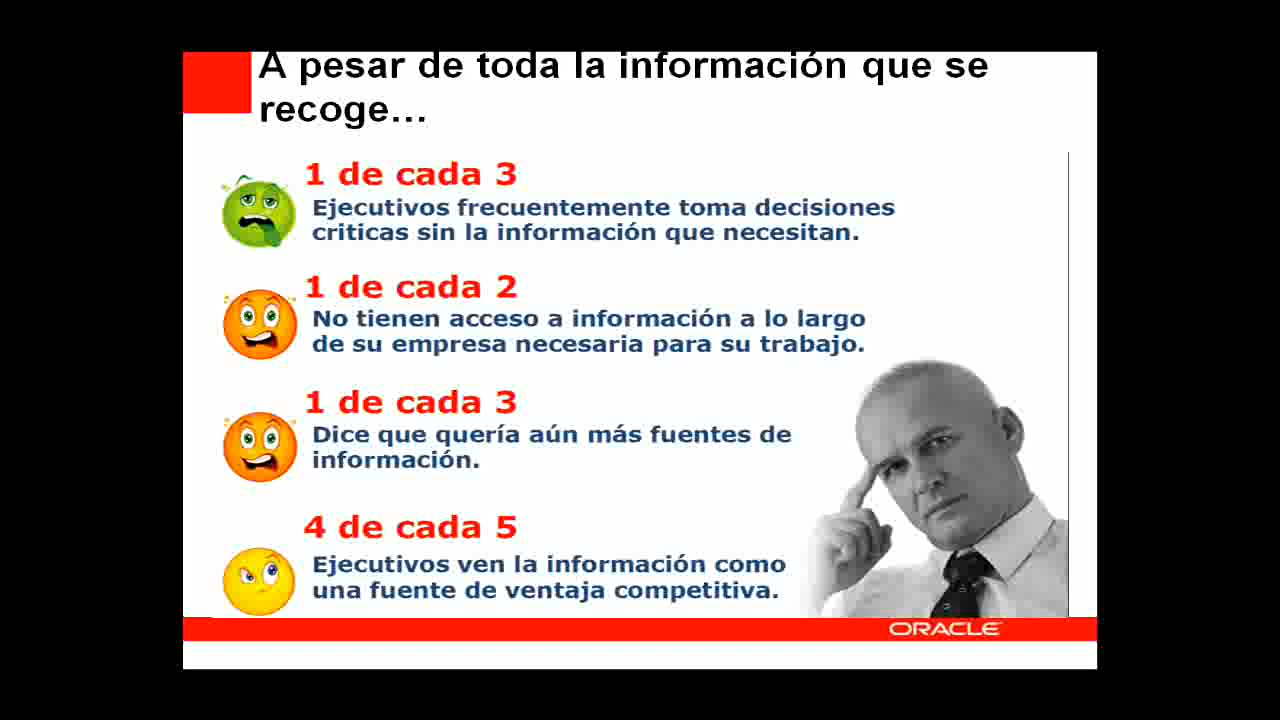 A pesar de toda la información que se
recoge…
1 de cada 3
Ejecutivos frecuentemente toma decisiones
criticas sin la información que necesitan.
1 de cada 2
No tienen acceso a información a lo largo
de su empresa necesaria para su trabajo.
1 de cada 3
Dice que quería aún más fuentes de
información.
4 de cada 5
Ejecutivos ven la información como
una fuente de ventaja competitiva.
ORACLE